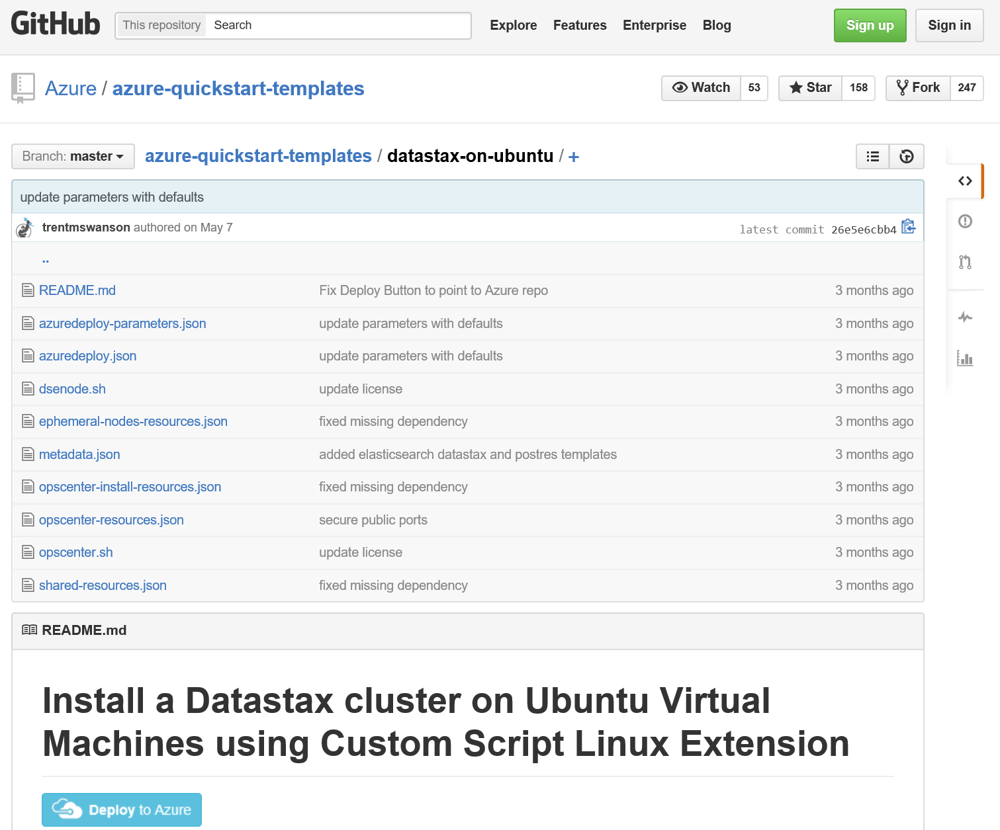 GitHub This repository Search Explore Features Enterprise Blog Sign up Sign in
Azure / azure-quickstart-templates Watch 53 Star 158 Fork 247
Branch: master azure-quickstart-templates / datastax-on-ubuntu / +
update parameters with defaults
trentmswanson authored on May 7 latest commit 26e5e6cbb4
..
README.md Fix Deploy Button to point to Azure repo 3 months ago
azuredeploy-parameters.json update parameters with defaults 3 months ago
azuredeploy.json update parameters with defaults 3 months ago
dsenode.sh update license 3 months ago
ephemeral-nodes-resources.json fixed missing dependency 3 months ago
metadata.json added elasticsearch datastax and postres templates 3 months ago
opscenter-install-resources.json fixed missing dependency 3 months ago
opscenter-resources.json secure public ports 3 months ago
opscenter.sh update license 3 months ago
shared-resources.json fixed missing dependency 3 months ago
README.md
Install a Datastax cluster on Ubuntu Virtual
Machines using Custom Script Linux Extension
Deploy to Azure